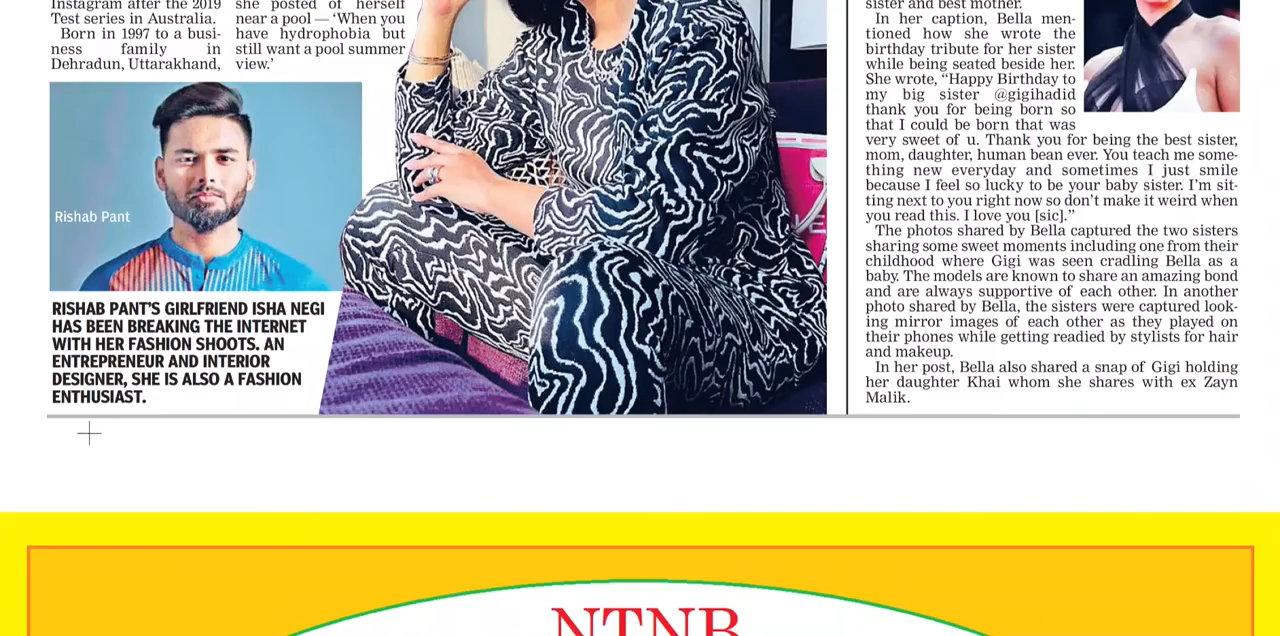 Instagram after the 2019
Test series in Australia.
Born in 1997 to a busi-
ness family in
Dehradun, Uttarakhand,
she posted of herself
near a pool — ‘When you
have hydrophobia but
still want a pool summer
view.’
Rishab Pant
RISHAB PANT’S GIRLFRIEND ISHA NEGI
HAS BEEN BREAKING THE INTERNET
WITH HER FASHION SHOOTS. AN
ENTREPRENEUR AND INTERIOR
DESIGNER, SHE IS ALSO A FASHION
ENTHUSIAST.
sister and best mother.
In her caption, Bella men-
tioned how she wrote the
birthday tribute for her sister
while being seated beside her.
She wrote, “Happy Birthday to
my big sister @gigihadid
thank you for being born so
that I could be born that was
very sweet of u. Thank you for being the best sister,
mom, daughter, human bean ever. You teach me some-
thing new everyday and sometimes I just smile
because I feel so lucky to be your baby sister. I’m sit-
ting next to you right now so don’t make it weird when
you read this. I love you [sic].”
The photos shared by Bella captured the two sisters
sharing some sweet moments including one from their
childhood where Gigi was seen cradling Bella as a
baby. The models are known to share an amazing bond
and are always supportive of each other. In another
photo shared by Bella, the sisters were captured look-
ing mirror images of each other as they played on
their phones while getting readied by stylists for hair
and makeup.
In her post, Bella also shared a snap of Gigi holding
her daughter Khai whom she shares with ex Zayn
Malik.
NTNB